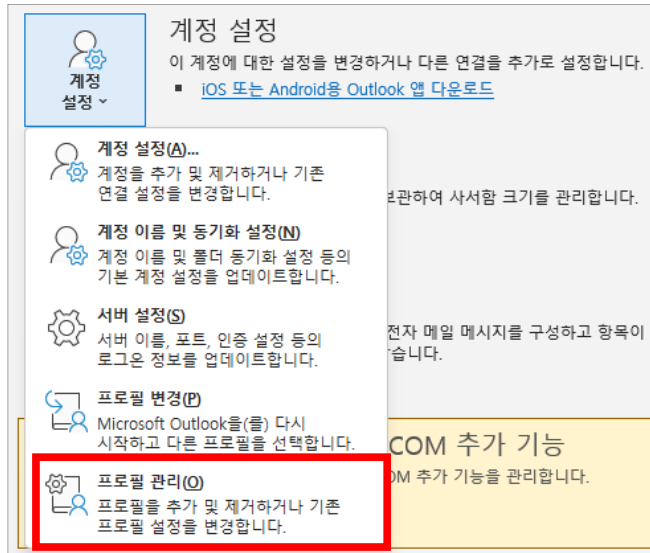 계정 설정
이 계정에 대한 설정을 변경하거나 다른 연결을 추가로 설정합니다.
■ iOS 또는 Android용 Outlook 앱 다운로드
계정
설정
계정 설정(A)...
계정을 추가 및 제거하거나 기존
연결 설정을 변경합니다.
보관하여 사서함 크기를 관리합니다.
계정 이름 및 동기화 설정(N)
계정 이름 및 폴더 동기화 설정 등의
기본 계정 설정을 업데이트합니다.
서버 설정(S)
서버 이름, 포트, 인증 설정 등의
로그온 정보를 업데이트합니다.
전자 메일 메시지를 구성하고 항목이
습니다.
프로필 변경(P)
Microsoft Outlook을(를) 다시
시작하고 다른 프로필을 선택합니다.
COM 추가 기능
OM 추가 기능을 관리합니다.
프로필 관리(O)
프로필을 추가 및 제거하거나 기존
프로필 설정을 변경합니다.